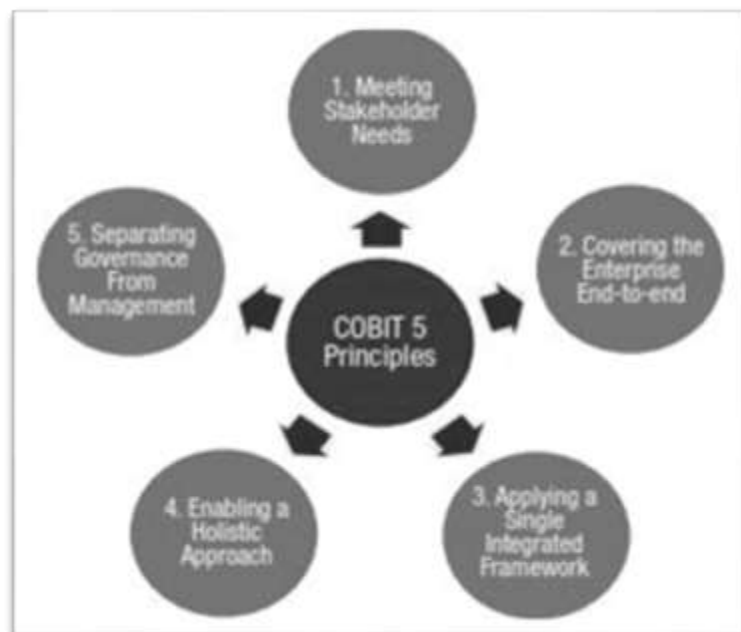 1. Meeting
Stakeholder
Needs
2. Covering the
Enterprise
End-to-end
3. Applying a
Single
Integrated
Framework
4. Enabling a
Holistic
Approach
5. Separating
Governance
From
Management
COBIT 5
Principles